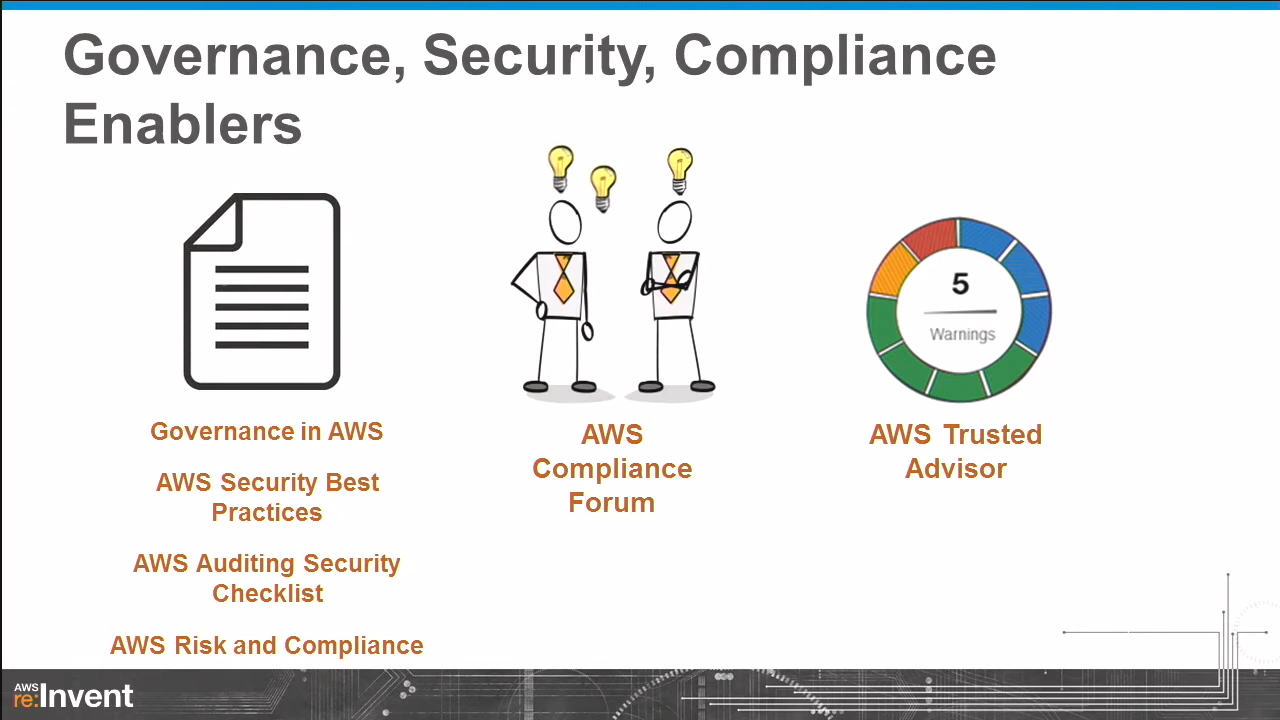 Governance, Security, Compliance
Enablers
Governance in AWS
AWS Security Best
Practices
AWS Auditing Security
Checklist
AWS Risk and Compliance
AWS
Compliance
Forum
5
Warnings
AWS Trusted
Advisor
AWS
re:Invent